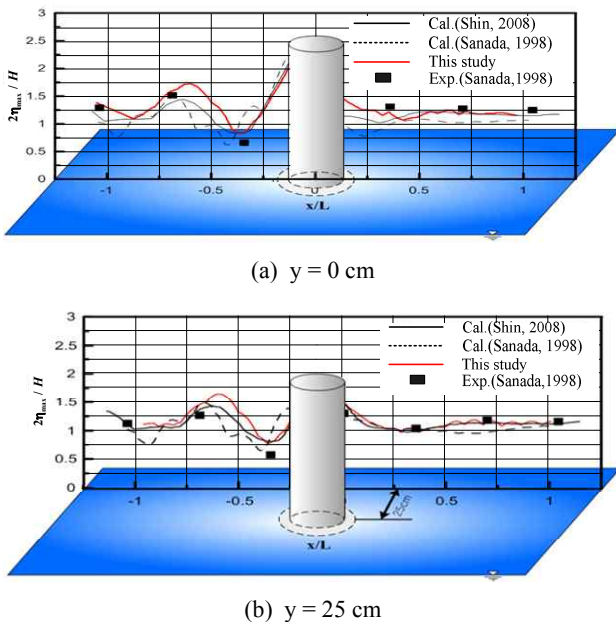 3
2.5
2
1.5
1
0.5
0
2ηmax / H
Cal.(Shin, 2008)
Cal.(Sanada, 1998)
This study
Exp.(Sanada,1998)
-1
-0.5
0
0.5
1
x/L
(a) y = 0 cm
3
2.5
2
1.5
1
0.5
0
2ηmax / H
Cal.(Shin, 2008)
Cal.(Sanada, 1998)
This study
Exp.(Sanada,1998)
-1
-0.5
0.5
1
25cm
x/L
(b) y = 25 cm